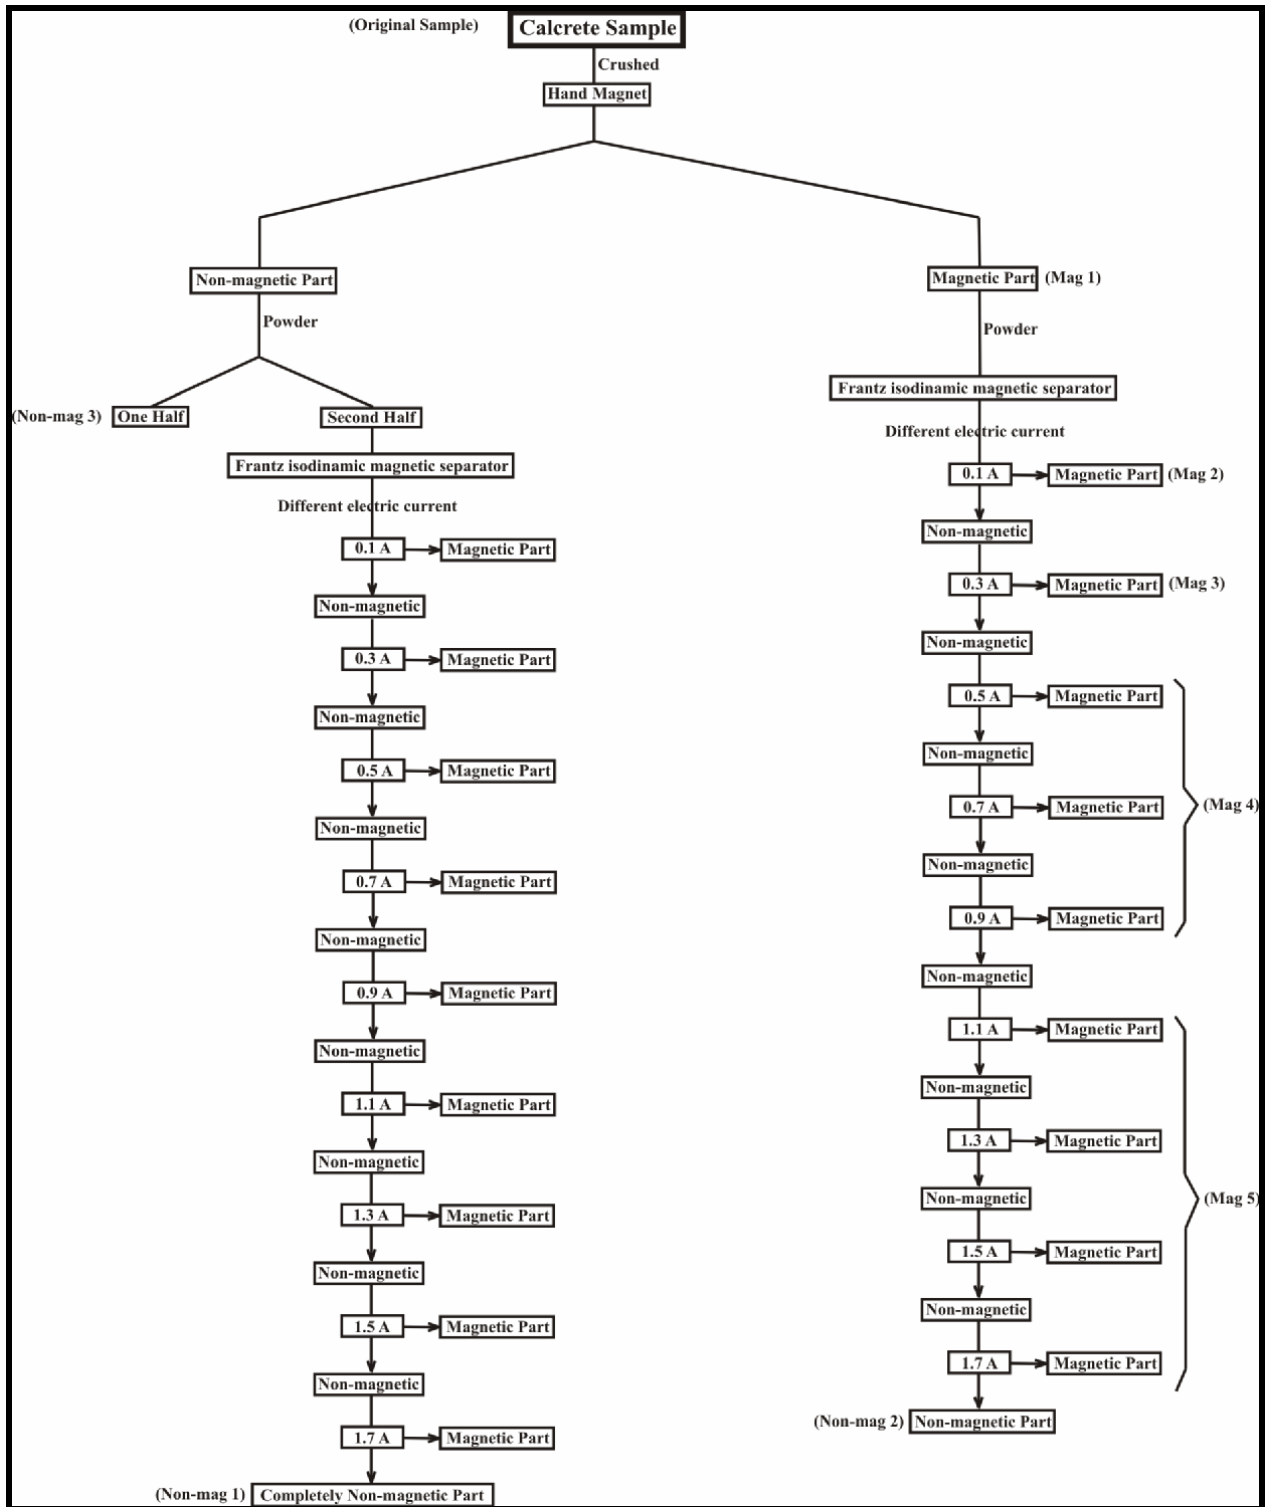 (Original Sample)
Calcrete Sample
Crushed
Hand Magnet
Non-magnetic Part
Powder
(Non-mag 3)
One Half
Second Half
Frantz isodinamic magnetic separator
Different electric current
0.1 A
Magnetic Part
Non-magnetic
0.3 A
Magnetic Part
Non-magnetic
0.5 A
Magnetic Part
Non-magnetic
0.7 A
Magnetic Part
Non-magnetic
0.9 A
Magnetic Part
Non-magnetic
1.1 A
Magnetic Part
Non-magnetic
1.3 A
Magnetic Part
Non-magnetic
1.5 A
Magnetic Part
Non-magnetic
1.7 A
Magnetic Part
(Non-mag 1)
Completely Non-magnetic Part
Magnetic Part
(Mag 1)
Powder
Frantz isodinamic magnetic separator
Different electric current
0.1 A
Magnetic Part
(Mag 2)
Non-magnetic
0.3 A
Magnetic Part
(Mag 3)
Non-magnetic
0.5 A
Magnetic Part
Non-magnetic
0.7 A
Magnetic Part
(Mag 4)
Non-magnetic
0.9 A
Magnetic Part
Non-magnetic
1.1 A
Magnetic Part
Non-magnetic
1.3 A
Magnetic Part
Non-magnetic
(Mag 5)
1.5 A
Magnetic Part
Non-magnetic
1.7 A
Magnetic Part
(Non-mag 2)
Non-magnetic Part